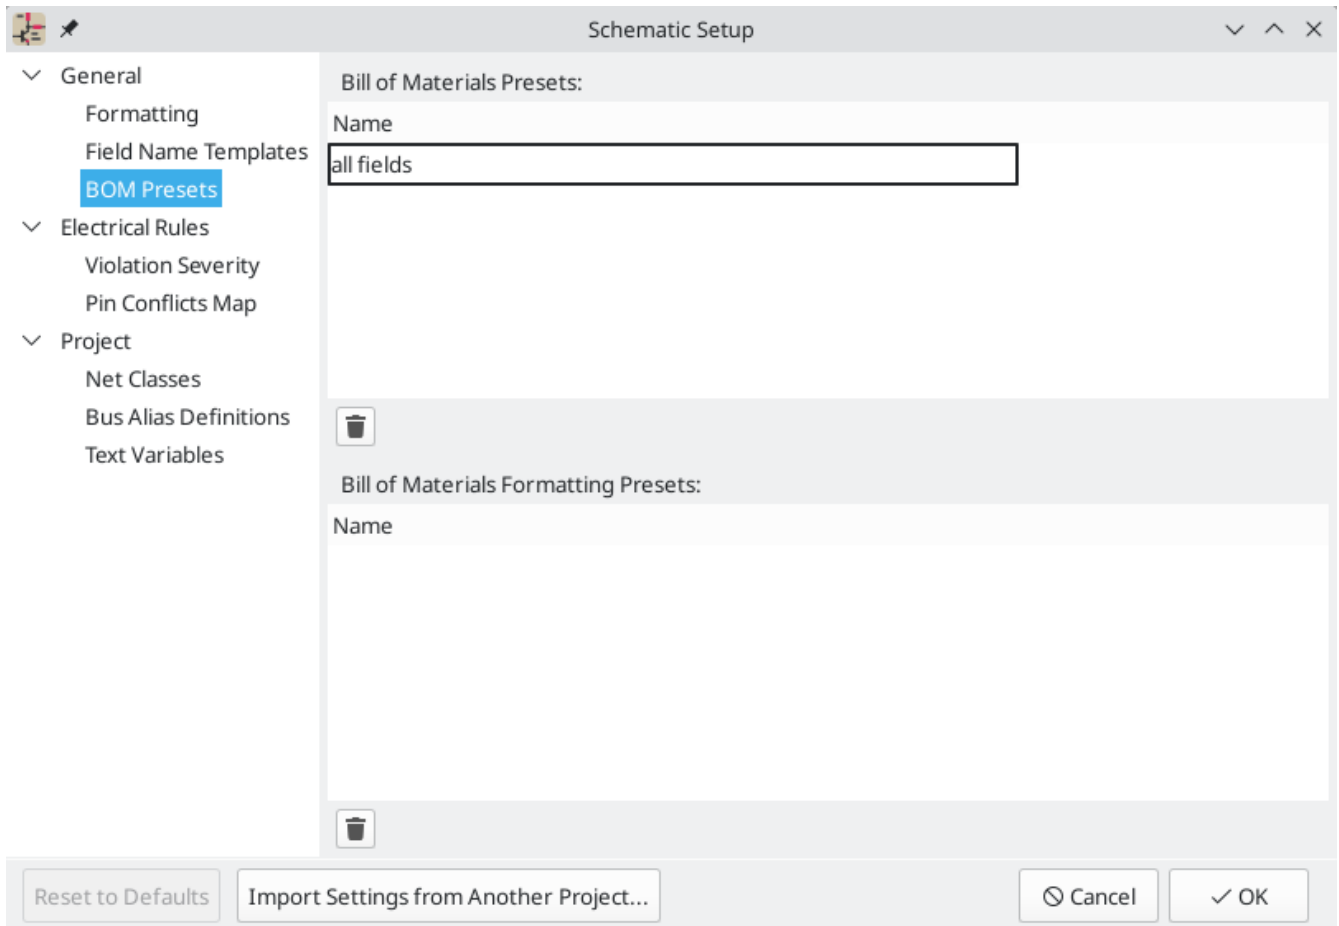 Schematic Setup
General
Formatting
Field Name Templates
BOM Presets
Electrical Rules
Violation Severity
Pin Conflicts Map
Project
Net Classes
Bus Alias Definitions
Text Variables
Bill of Materials Presets:
Name
all fields
Bill of Materials Formatting Presets:
Name
Reset to Defaults
Import Settings from Another Project...
Cancel
OK